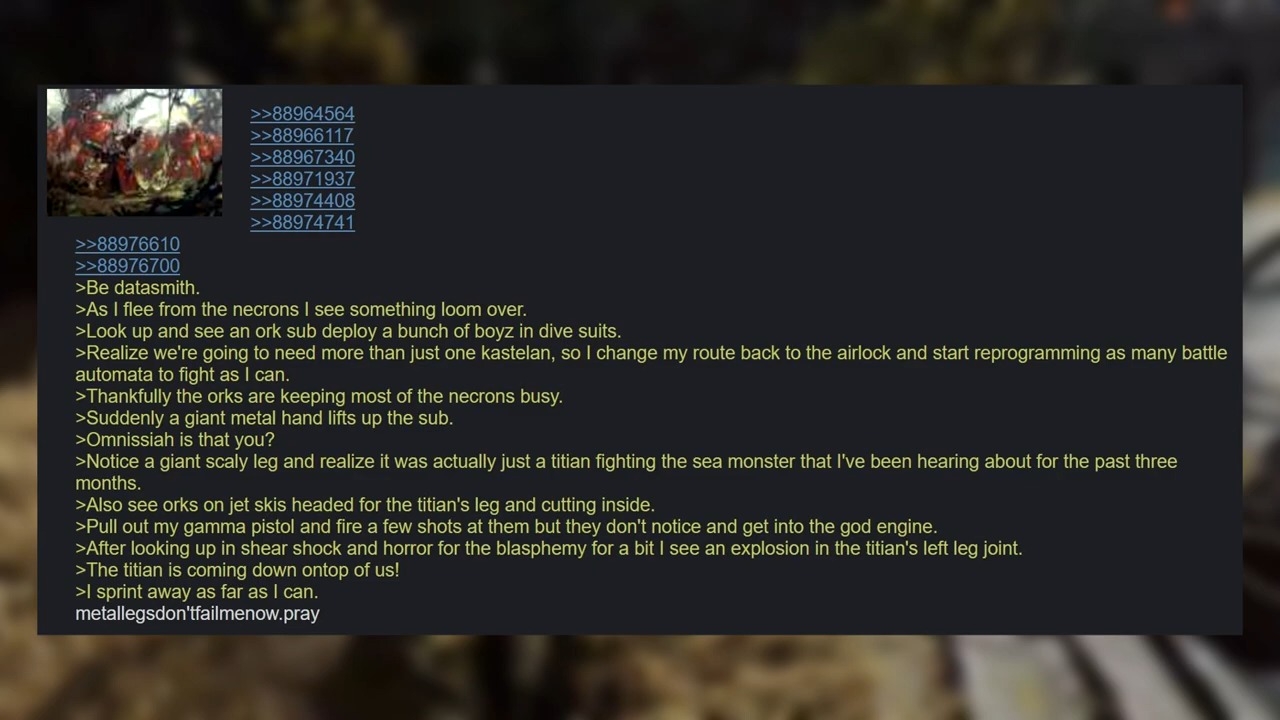 >>88964564
>>88966117
>>88967340
>>88971937
>>88974408
>>88974741
>>88976610
>>88976700
>Be datasmith.
>As I flee from the necrons I see something loom over.
>Look up and see an ork sub deploy a bunch of boyz in dive suits.
>Realize we're going to need more than just one kastelan, so I change my route back to the airlock and start reprogramming as many battle
automata to fight as I can.
>Thankfully the orks are keeping most of the necrons busy.
>Suddenly a giant metal hand lifts up the sub.
>Omnissiah is that you?
>Notice a giant scaly leg and realize it was actually just a titian fighting the sea monster that I've been hearing about for the past three
months.
>Also see orks on jet skis headed for the titian's leg and cutting inside.
>Pull out my gamma pistol and fire a few shots at them but they don't notice and get into the god engine.
>After looking up in shear shock and horror for the blasphemy for a bit I see an explosion in the titian's left leg joint.
>The titian is coming down ontop of us!
>I sprint away as far as I can.
metallegsdon'tfailmenow.pray